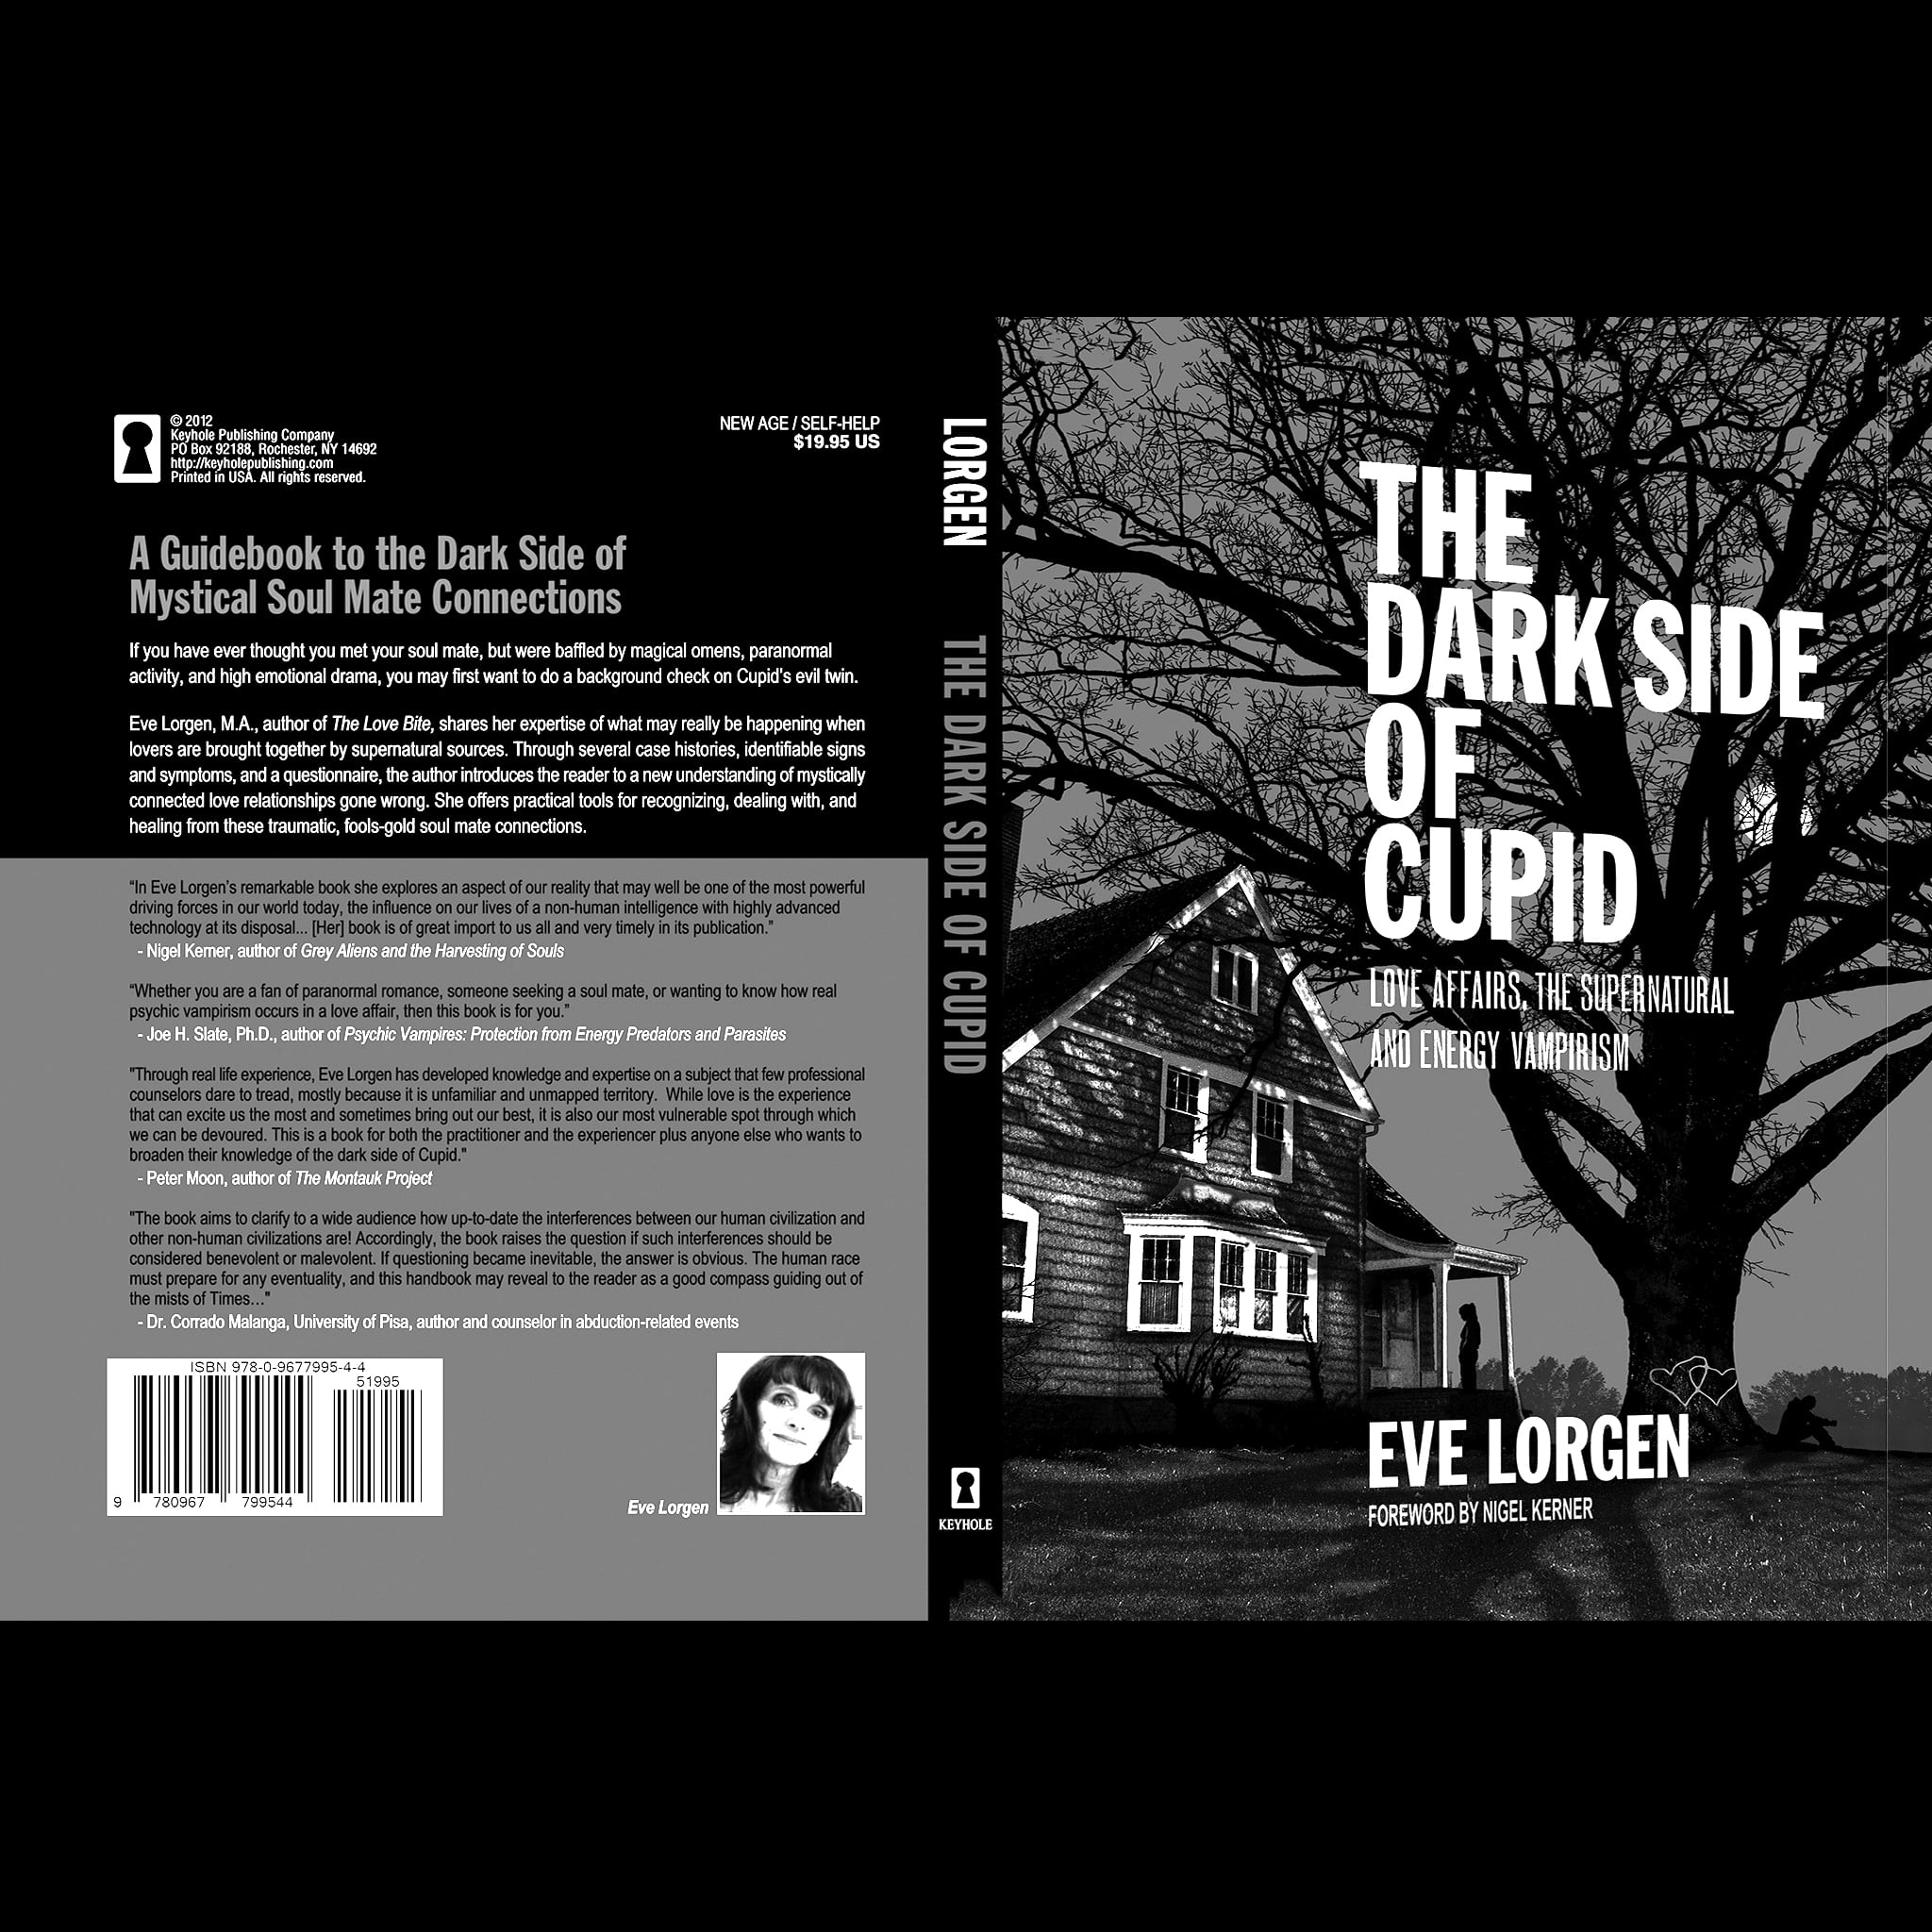 © 2012
Keyhole Publishing Company
PO Box 92188, Rochester, NY 14692
http://keyholepublishing.com
Printed in USA. All rights reserved.
NEW AGE / SELF-HELP
$19.95 US
A Guidebook to the Dark Side of
Mystical Soul Mate Connections
If you have ever thought you met your soul mate, but were baffled by magical omens, paranormal
activity, and high emotional drama, you may first want to do a background check on Cupid's evil twin.
Eve Lorgen, M.A., author of The Love Bite, shares her expertise of what may really be happening when
lovers are brought together by supernatural sources. Through several case histories, identifiable signs
and symptoms, and a questionnaire, the author introduces the reader to a new understanding of mystically
connected love relationships gone wrong. She offers practical tools for recognizing, dealing with, and
healing from these traumatic, fools-gold soul mate connections.
“In Eve Lorgen’s remarkable book she explores an aspect of our reality that may well be one of the most powerful
driving forces in our world today, the influence on our lives of a non-human intelligence with highly advanced
technology at its disposal... [Her] book is of great import to us all and very timely in its publication.”
- Nigel Kerner, author of Grey Aliens and the Harvesting of Souls
“Whether you are a fan of paranormal romance, someone seeking a soul mate, or wanting to know how real
psychic vampirism occurs in a love affair, then this book is for you.”
- Joe H. Slate, Ph.D., author of Psychic Vampires: Protection from Energy Predators and Parasites
"Through real life experience, Eve Lorgen has developed knowledge and expertise on a subject that few professional
counselors dare to tread, mostly because it is unfamiliar and unmapped territory. While love is the experience
that can excite us the most and sometimes bring out our best, it is also our most vulnerable spot through which
we can be devoured. This is a book for both the practitioner and the experiencer plus anyone else who wants to
broaden their knowledge of the dark side of Cupid."
- Peter Moon, author of The Montauk Project
"The book aims to clarify to a wide audience how up-to-date the interferences between our human civilization and
other non-human civilizations are! Accordingly, the book raises the question if such interferences should be
considered benevolent or malevolent. If questioning became inevitable, the answer is obvious. The human race
must prepare for any eventuality, and this handbook may reveal to the reader as a good compass guiding out of
the mists of Times..."
- Dr. Corrado Malanga, University of Pisa, author and counselor in abduction-related events
ISBN 978-0-9677995-4-4
51995
9 780967 799544
Eve Lorgen
LORGEN
THE DARK SIDE OF CUPID
KEYHOLE
THE
DARK SIDE
OF
CUPID
LOVE AFFAIRS, THE SUPERNATURAL
AND ENERGY VAMPIRISM
EVE LORGEN
FOREWORD BY NIGEL KERNER